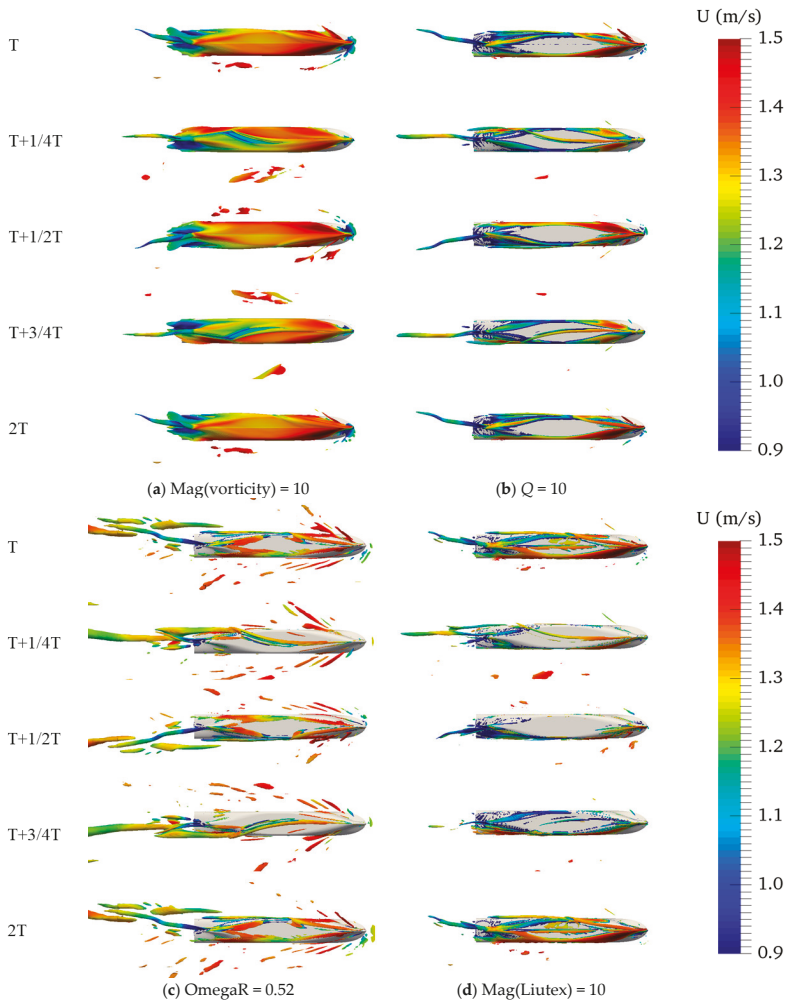 U (m/s)
T
1.5
T+1/4T
1.4
1.3
T+1/2T
1.2
1.1
T+3/4T
1.0
2T
0.9
(a) Mag(vorticity) = 10
(b) Q = 10
U (m/s)
T
1.5
1.4
T+1/4T
1.3
T+1/2T
1.2
1.1
T+3/4T
1.0
2T
0.9
(c) OmegaR = 0.52
(d) Mag(Liutex) = 10